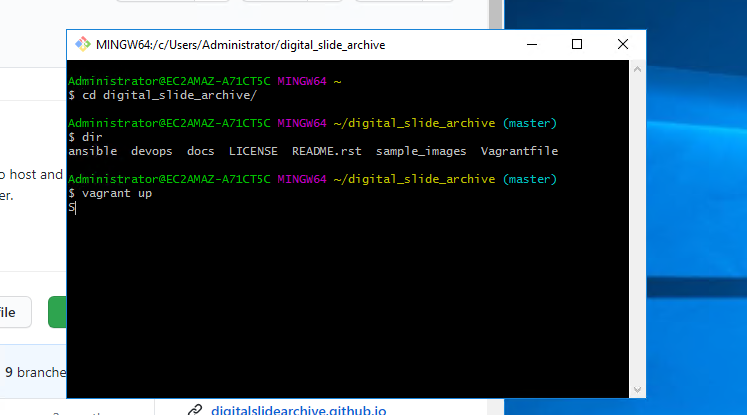 MINGW64:/c/Users/Administrator/digital_slide_archive
Administrator@EC2AMAZ-A71CT5C MINGW64 ~
$ cd digital_slide_archive/
Administrator@EC2AMAZ-A71CT5C MINGW64 ~/digital_slide_archive (master)
$ dir
ansible devops docs LICENSE README.rst sample_images Vagrantfile
Administrator@EC2AMAZ-A71CT5C MINGW64 ~/digital_slide_archive (master)
$ vagrant up
S
o host and
er.
file
9 branche
digitalslidearchive.github.io